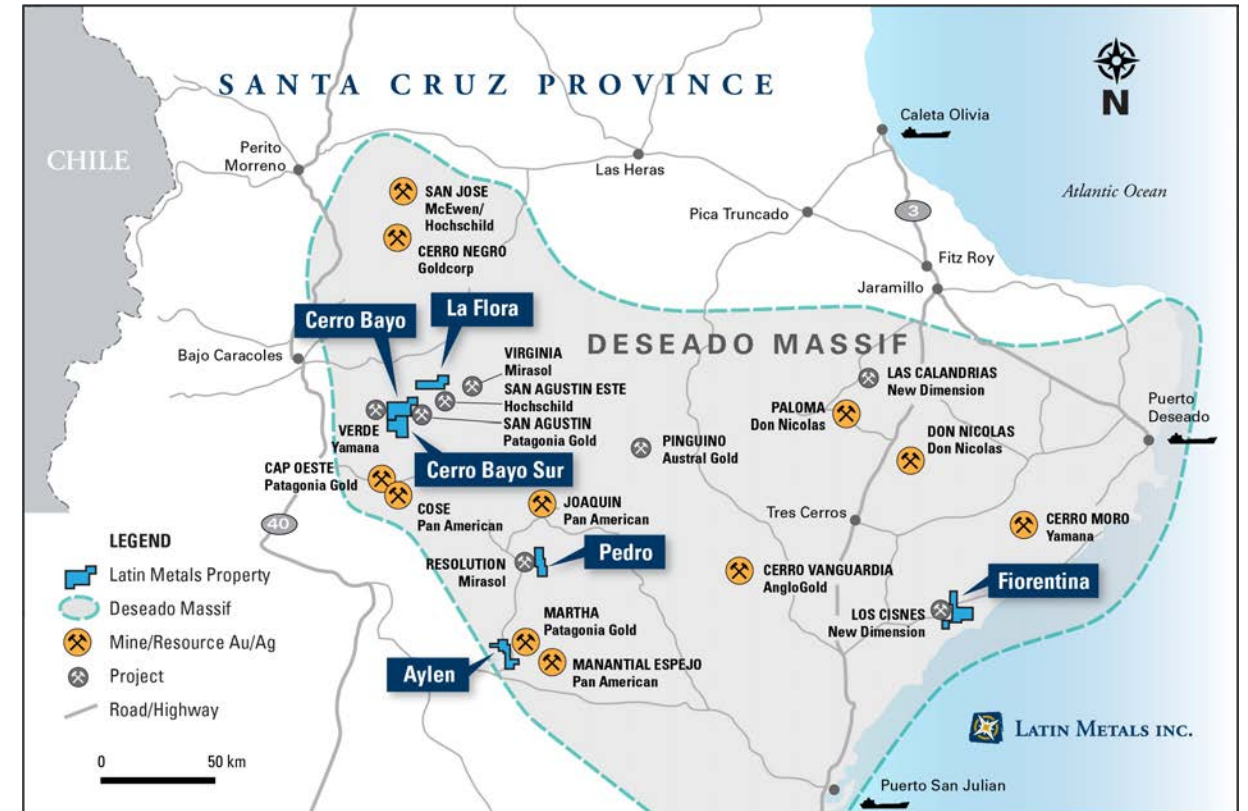 SANTA CRUZ PROVINCE
N
CHILE
Perito
Morreno
Las Heras
Caleta Olivia
Atlantic Ocean
Pica Truncado
3
Fitz Roy
Jaramillo
SAN JOSE
McEwen/
Hochschild
CERRO NEGRO
Goldcorp
La Flora
Cerro Bayo
Bajo Caracoles
DESEADO MASSIF
VIRGINIA
Mirasol
SAN AGUSTIN ESTE
Hochschild
SAN AGUSTIN
Patagonia Gold
VERDE
Yamana
Cerro Bayo Sur
LAS CALANDRIAS
New Dimension
PALOMA
Don Nicolas
DON NICOLAS
Don Nicolas
Puerto
Deseado
PINGUINO
Austral Gold
CAP OESTE
Patagonia Gold
COSE
Pan American
JOAQUIN
Pan American
Tres Cerros
CERRO MORO
Yamana
40
RESOLUTION
Mirasol
Pedro
CERRO VANGUARDIA
AngloGold
Fiorentina
LOS CISNES
New Dimension
MARTHA
Patagonia Gold
MANANTIAL ESPEJO
Pan American
Aylen
LEGEND
Latin Metals Property
Deseado Massif
Mine/Resource Au/Ag
Project
Road/Highway
0 50 km
LATIN METALS INC.
Puerto San Julian